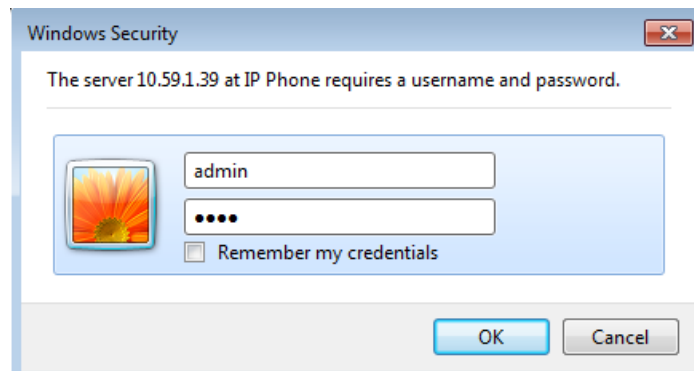 Windows Security
The server 10.59.1.39 at IP Phone requires a username and password.
admin
••••
Remember my credentials
OK Cancel